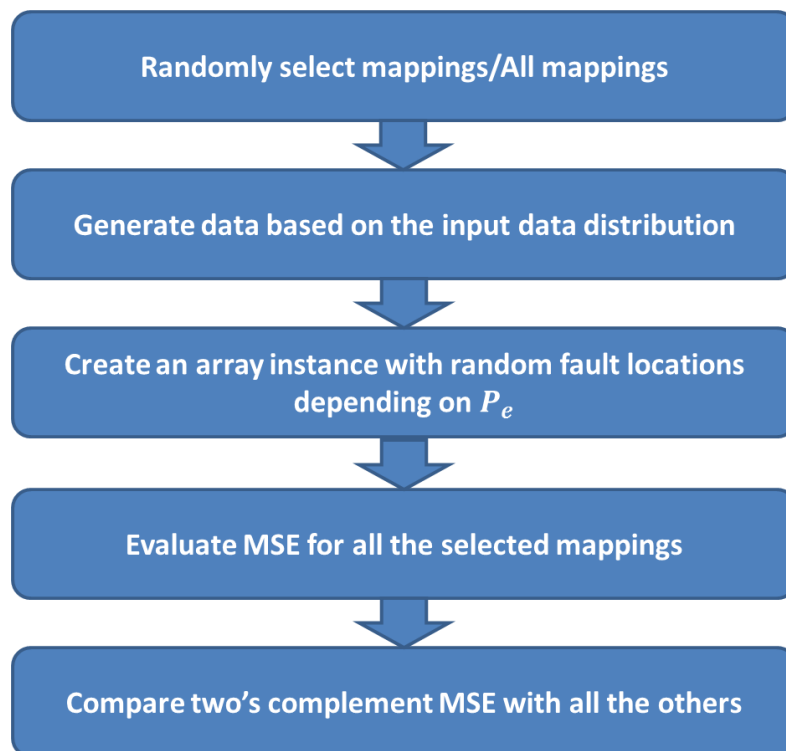 Randomly select mappings/All mappings
Generate data based on the input data distribution
Create an array instance with random fault locations
depending on P_e
Evaluate MSE for all the selected mappings
Compare two's complement MSE with all the others